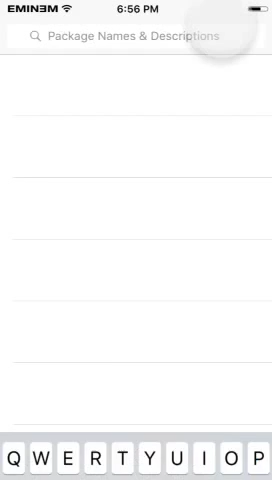 EMINƎM 6:56 PM
Package Names & Descriptions
Q W E R T Y U I O P